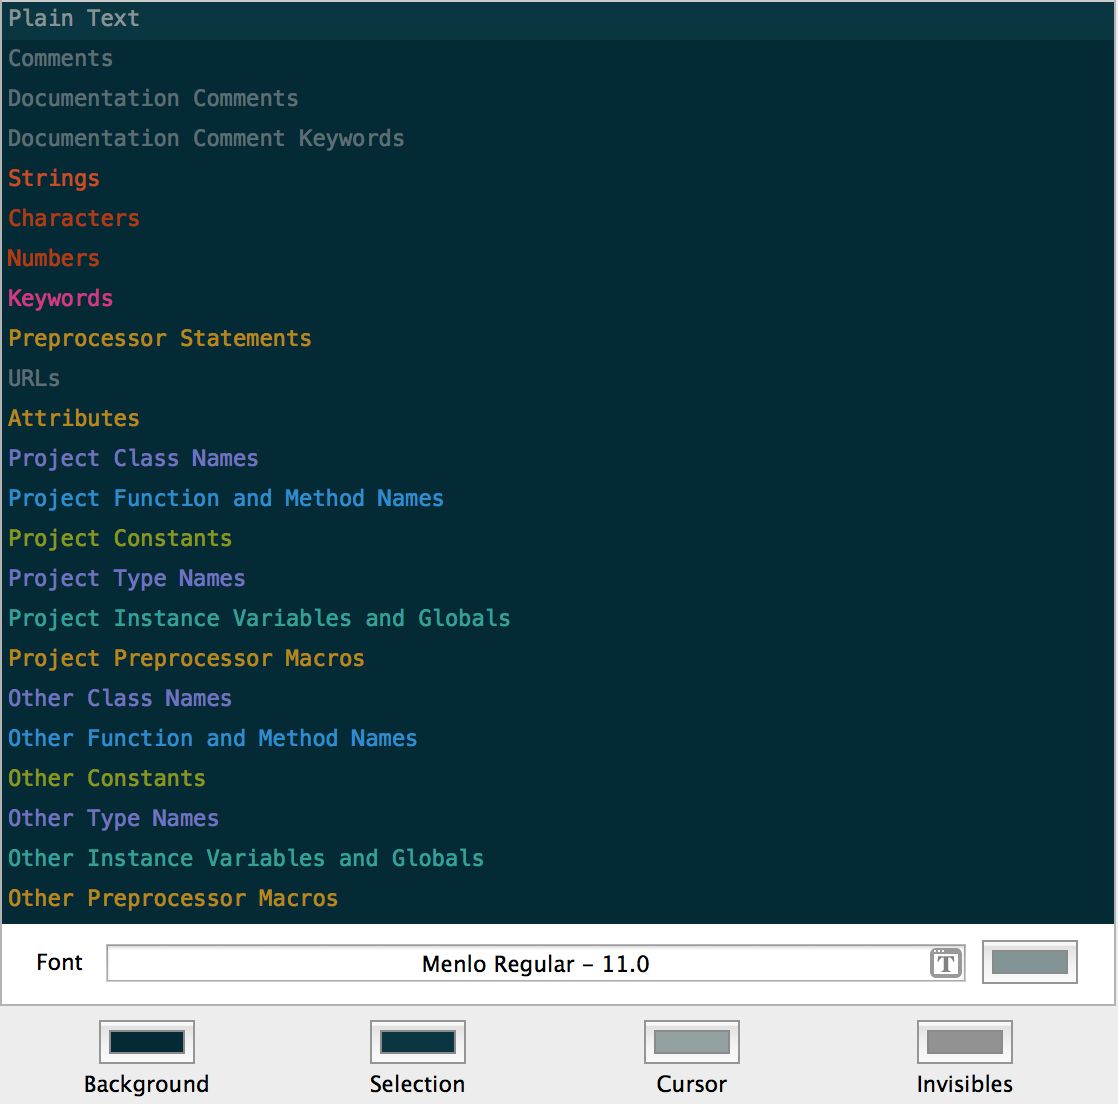 Plain Text
Comments
Documentation Comments
Documentation Comment Keywords
Strings
Characters
Numbers
Keywords
Preprocessor Statements
URLs
Attributes
Project Class Names
Project Function and Method Names
Project Constants
Project Type Names
Project Instance Variables and Globals
Project Preprocessor Macros
Other Class Names
Other Function and Method Names
Other Constants
Other Type Names
Other Instance Variables and Globals
Other Preprocessor Macros
Font Menlo Regular – 11.0 T
Background Selection Cursor Invisibles